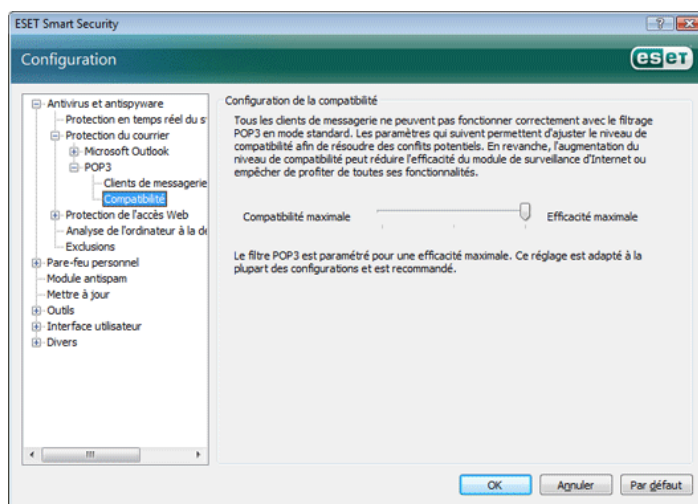 ESET Smart Security
Configuration
eset
Antivirus et antispyware
Protection en temps réel du s
Protection du courrier
Microsoft Outlook
POP3
Clients de messagerie
Compatibilité
Protection de l'accès Web
Analyse de l'ordinateur à la de
Exclusions
Pare-feu personnel
Module antispam
Mettre à jour
Outils
Interface utilisateur
Divers
Configuration de la compatibilité
Tous les clients de messagerie ne peuvent pas fonctionner correctement avec le filtrage
POP3 en mode standard. Les paramètres qui suivent permettent d'ajuster le niveau de
compatibilité afin de résoudre des conflits potentiels. En revanche, l'augmentation du
niveau de compatibilité peut réduire l'efficacité du module de surveillance d'Internet ou
empêcher de profiter de toutes ses fonctionnalités.
Compatibilité maximale
Efficacité maximale
Le filtre POP3 est paramétré pour une efficacité maximale. Ce réglage est adapté à la
plupart des configurations et est recommandé.
OK
Annuler
Par défaut